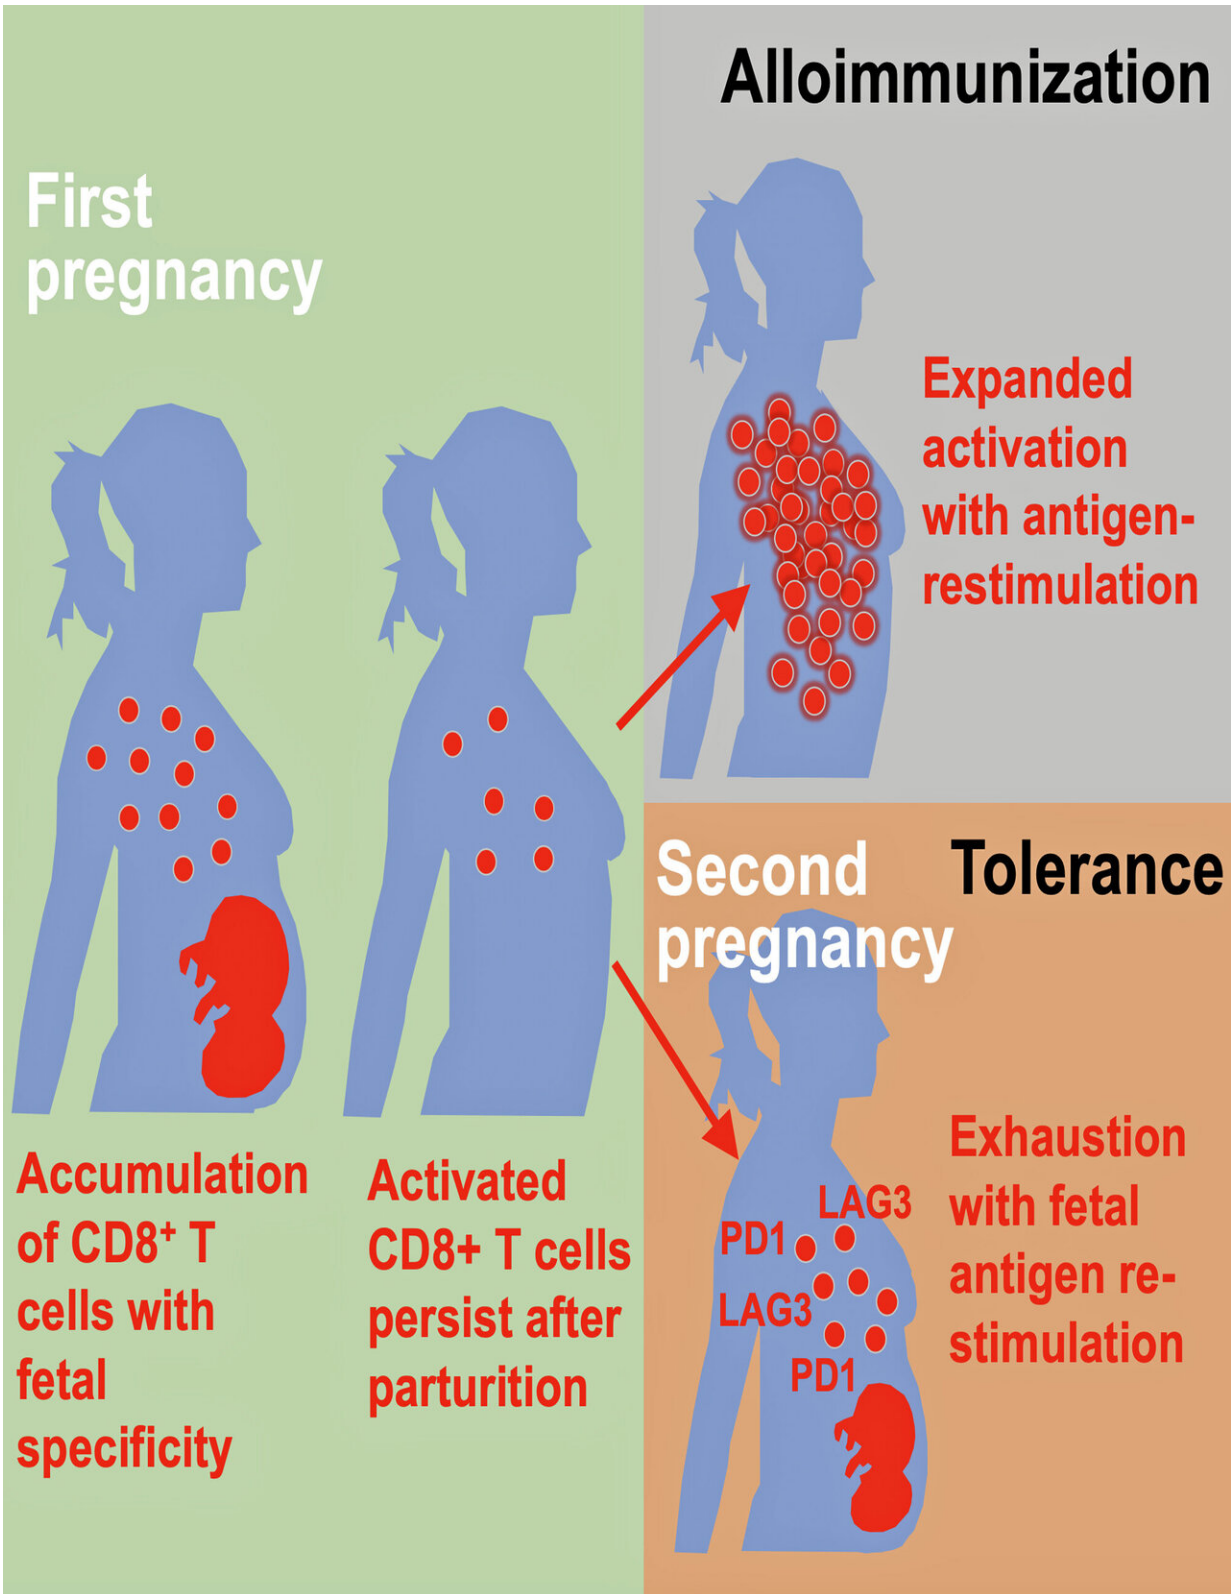 First
pregnancy
Accumulation
of CD8⁺ T
cells with
fetal
specificity
Activated
CD8+ T cells
persist after
parturition
Alloimmunization
Expanded
activation
with antigen-
restimulation
Second
pregnancy
Tolerance
LAG3
PD1
LAG3
PD1
Exhaustion
with fetal
antigen re-
stimulation